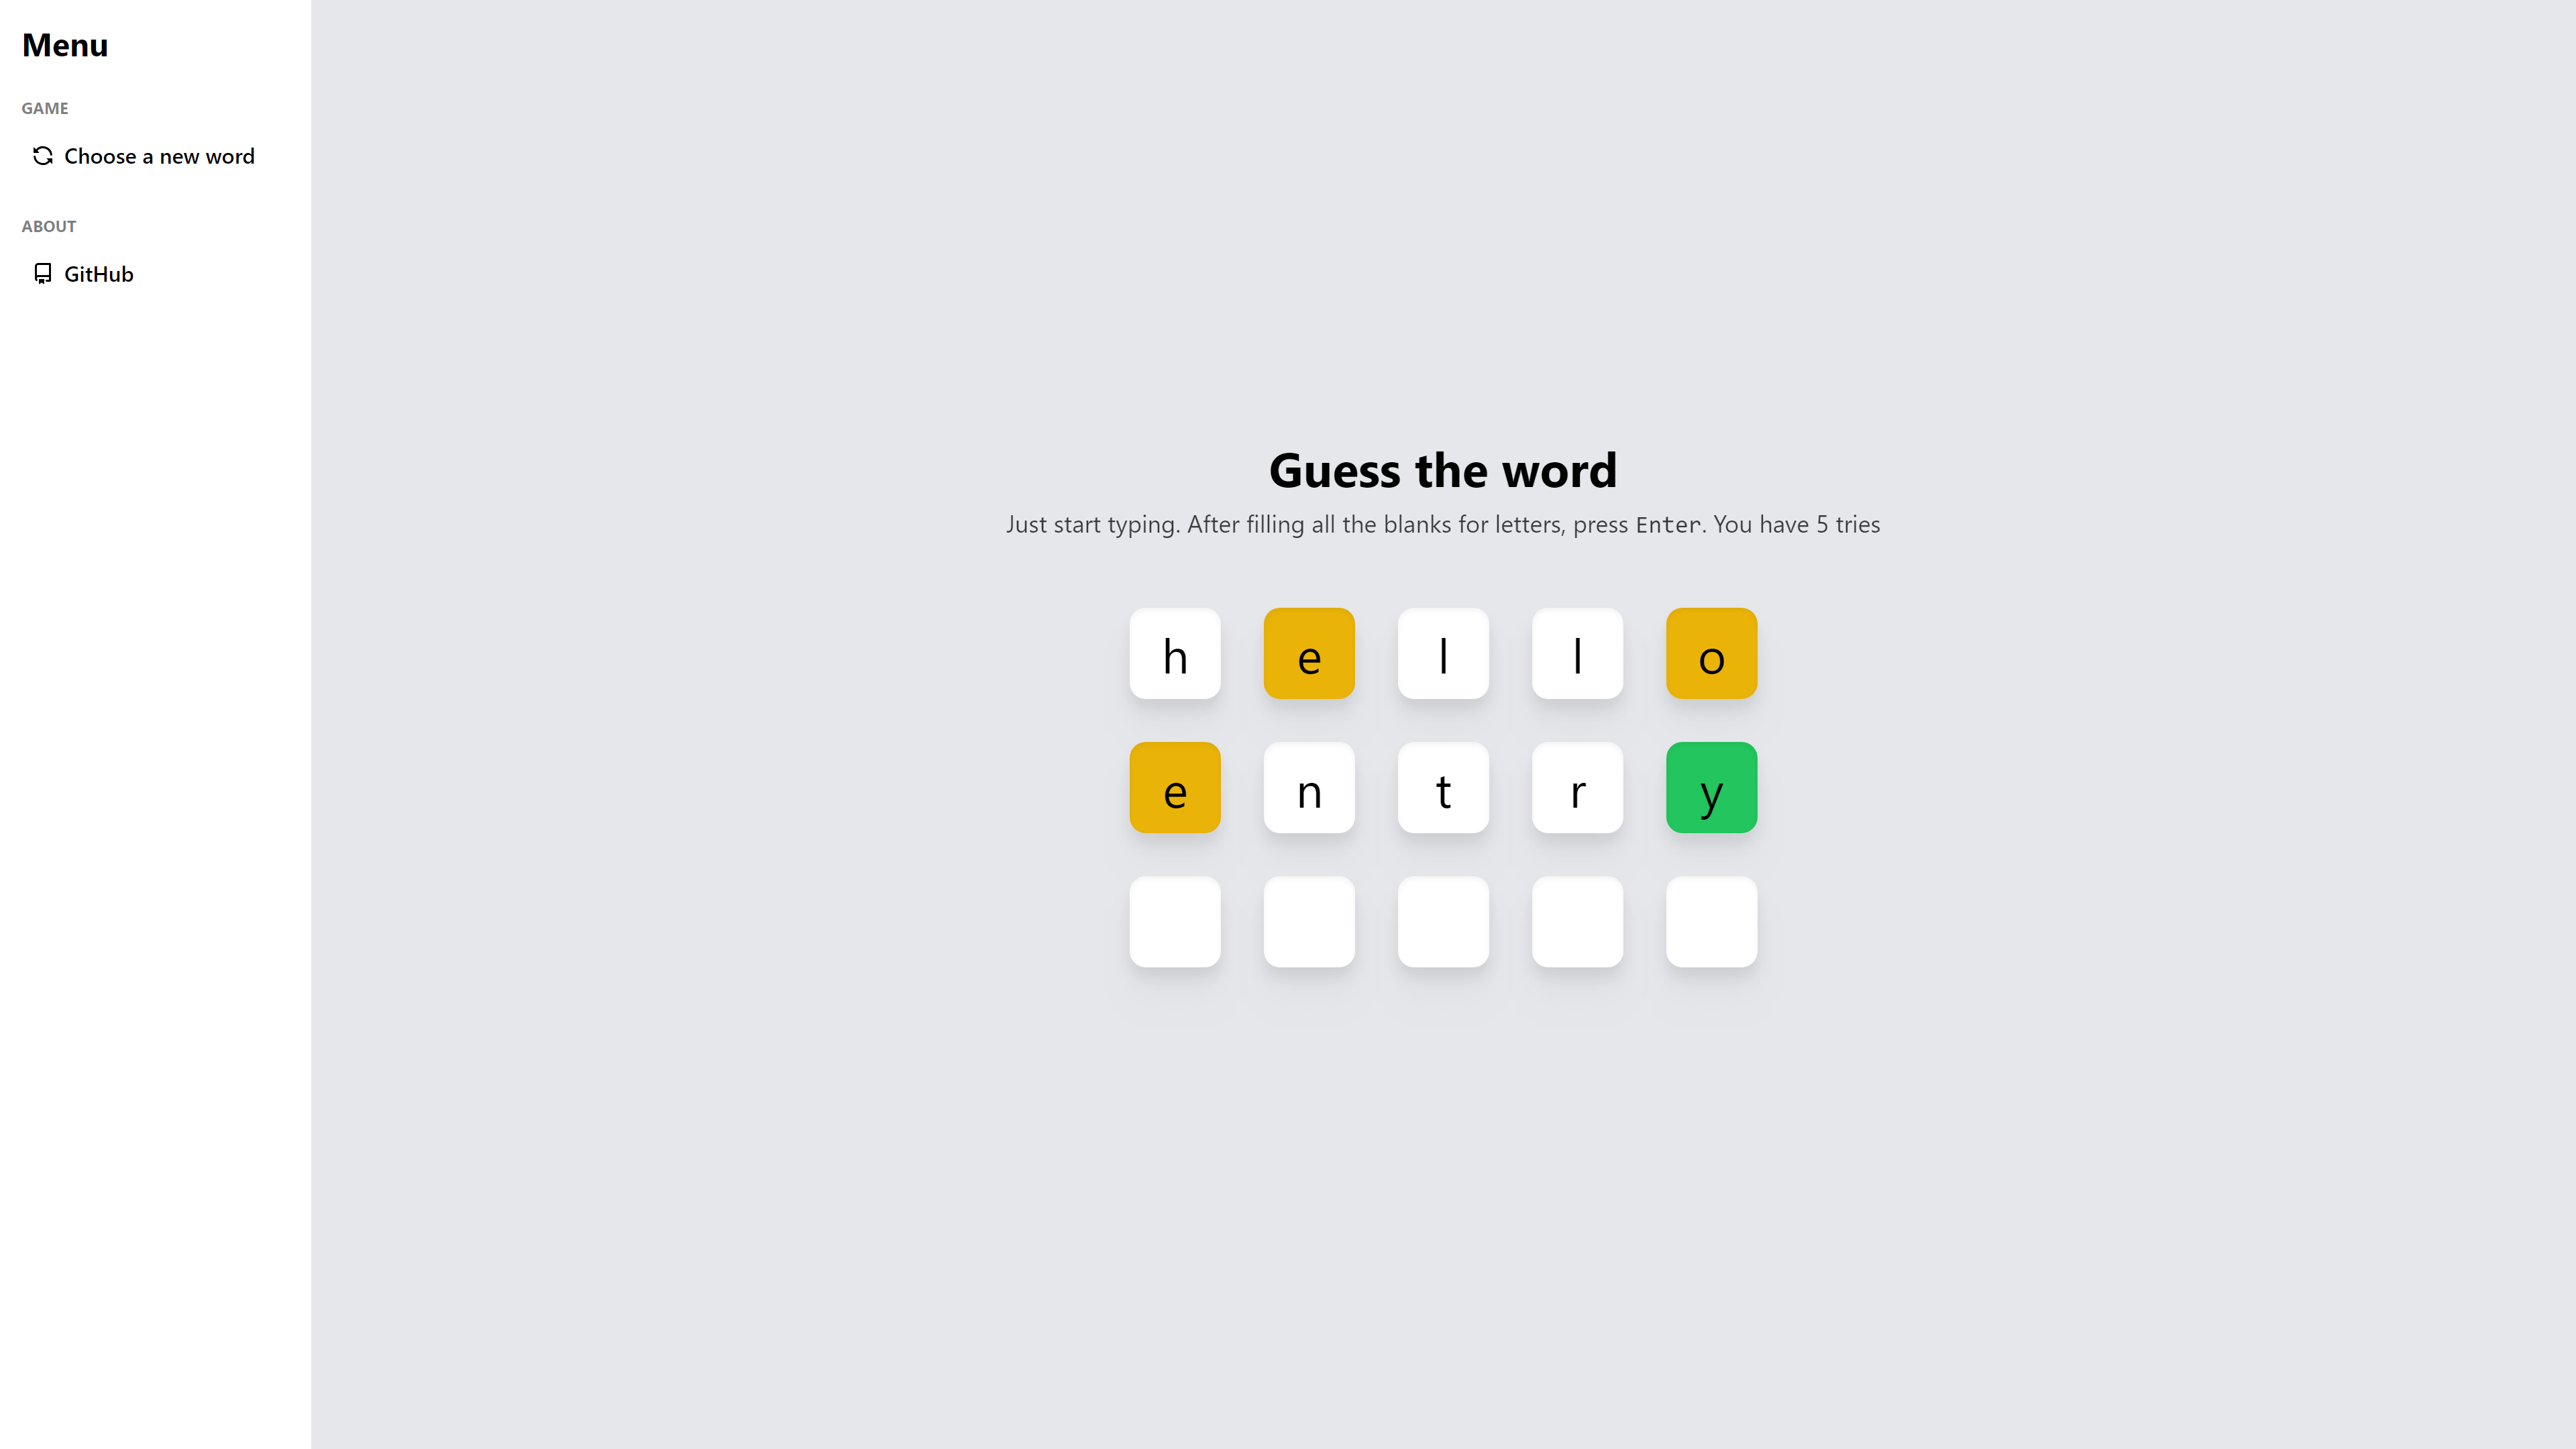 Menu
GAME
Choose a new word
ABOUT
GitHub
Guess the word
Just start typing. After filling all the blanks for letters, press Enter. You have 5 tries
h e l l o
e n t r y